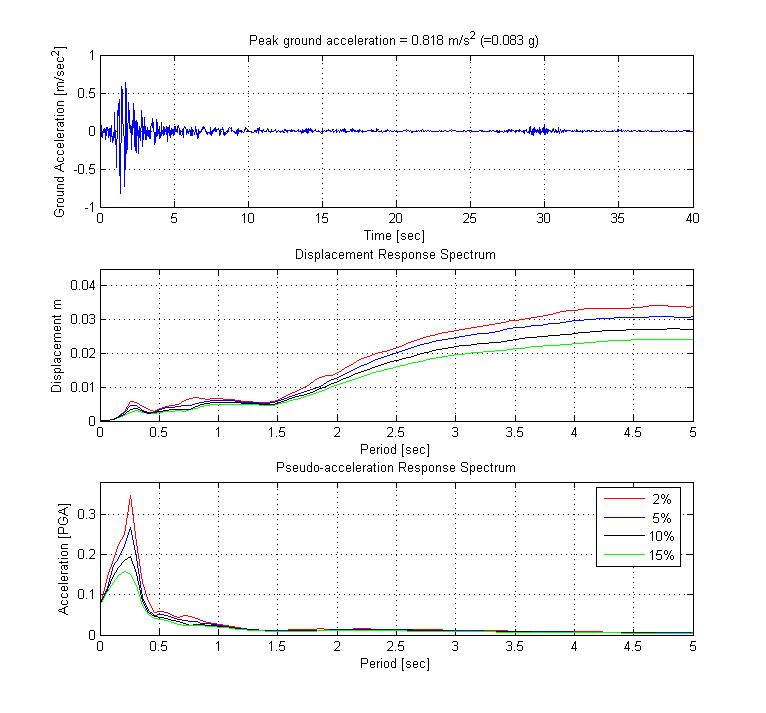 Peak ground acceleration = 0.818 m/s2 (=0.083 g)
Ground Acceleration [m/sec2]
1
0.5
0
-0.5
-1
0 5 10 15 20 25 30 35 40
Time [sec]
Displacement Response Spectrum
Displacement m
0.04
0.03
0.02
0.01
0
0 0.5 1 1.5 2 2.5 3 3.5 4 4.5 5
Period [sec]
Pseudo-acceleration Response Spectrum
Acceleration [PGA]
0.3
0.2
0.1
0
2%
5%
10%
15%
0 0.5 1 1.5 2 2.5 3 3.5 4 4.5 5
Period [sec]